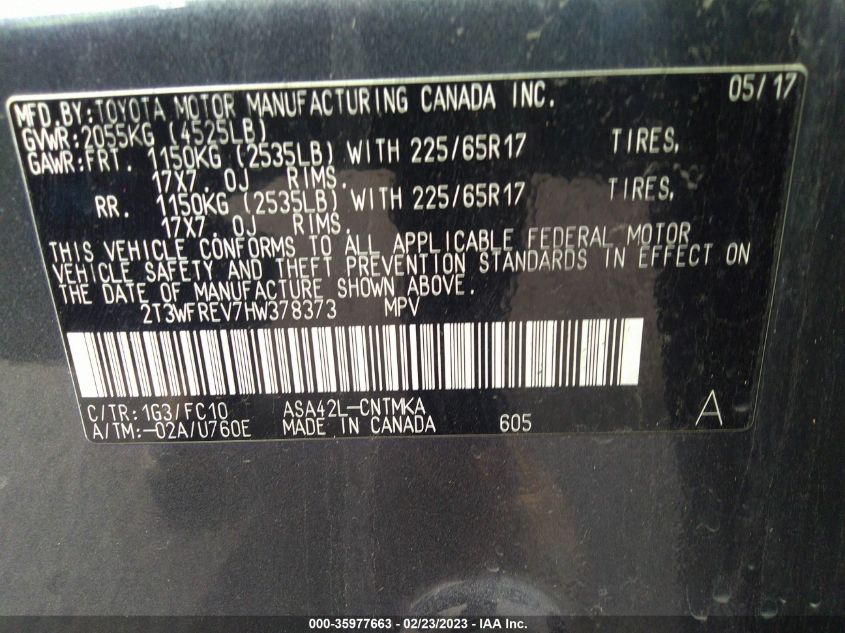 MFD.BY:TOYOTA MOTOR MANUFACTURING CANADA INC. 05/17
GVWR:2055KG (4525LB)
GAWR:FRT. 1150KG (2535LB) WITH 225/65R17 TIRES,
17X7.0J RIMS.
RR. 1150KG (2535LB) WITH 225/65R17 TIRES,
17X7.0J RIMS.
THIS VEHICLE CONFORMS TO ALL APPLICABLE FEDERAL MOTOR
VEHICLE SAFETY AND THEFT PREVENTION STANDARDS IN EFFECT ON
THE DATE OF MANUFACTURE SHOWN ABOVE.
2T3WFREV7HW378373 MPV
C/TR:1G3/FC10 ASA42L-CNTMKA
A/TM:-02A/U760E MADE IN CANADA 605 A
000-35977663 - 02/23/2023 - IAA Inc.